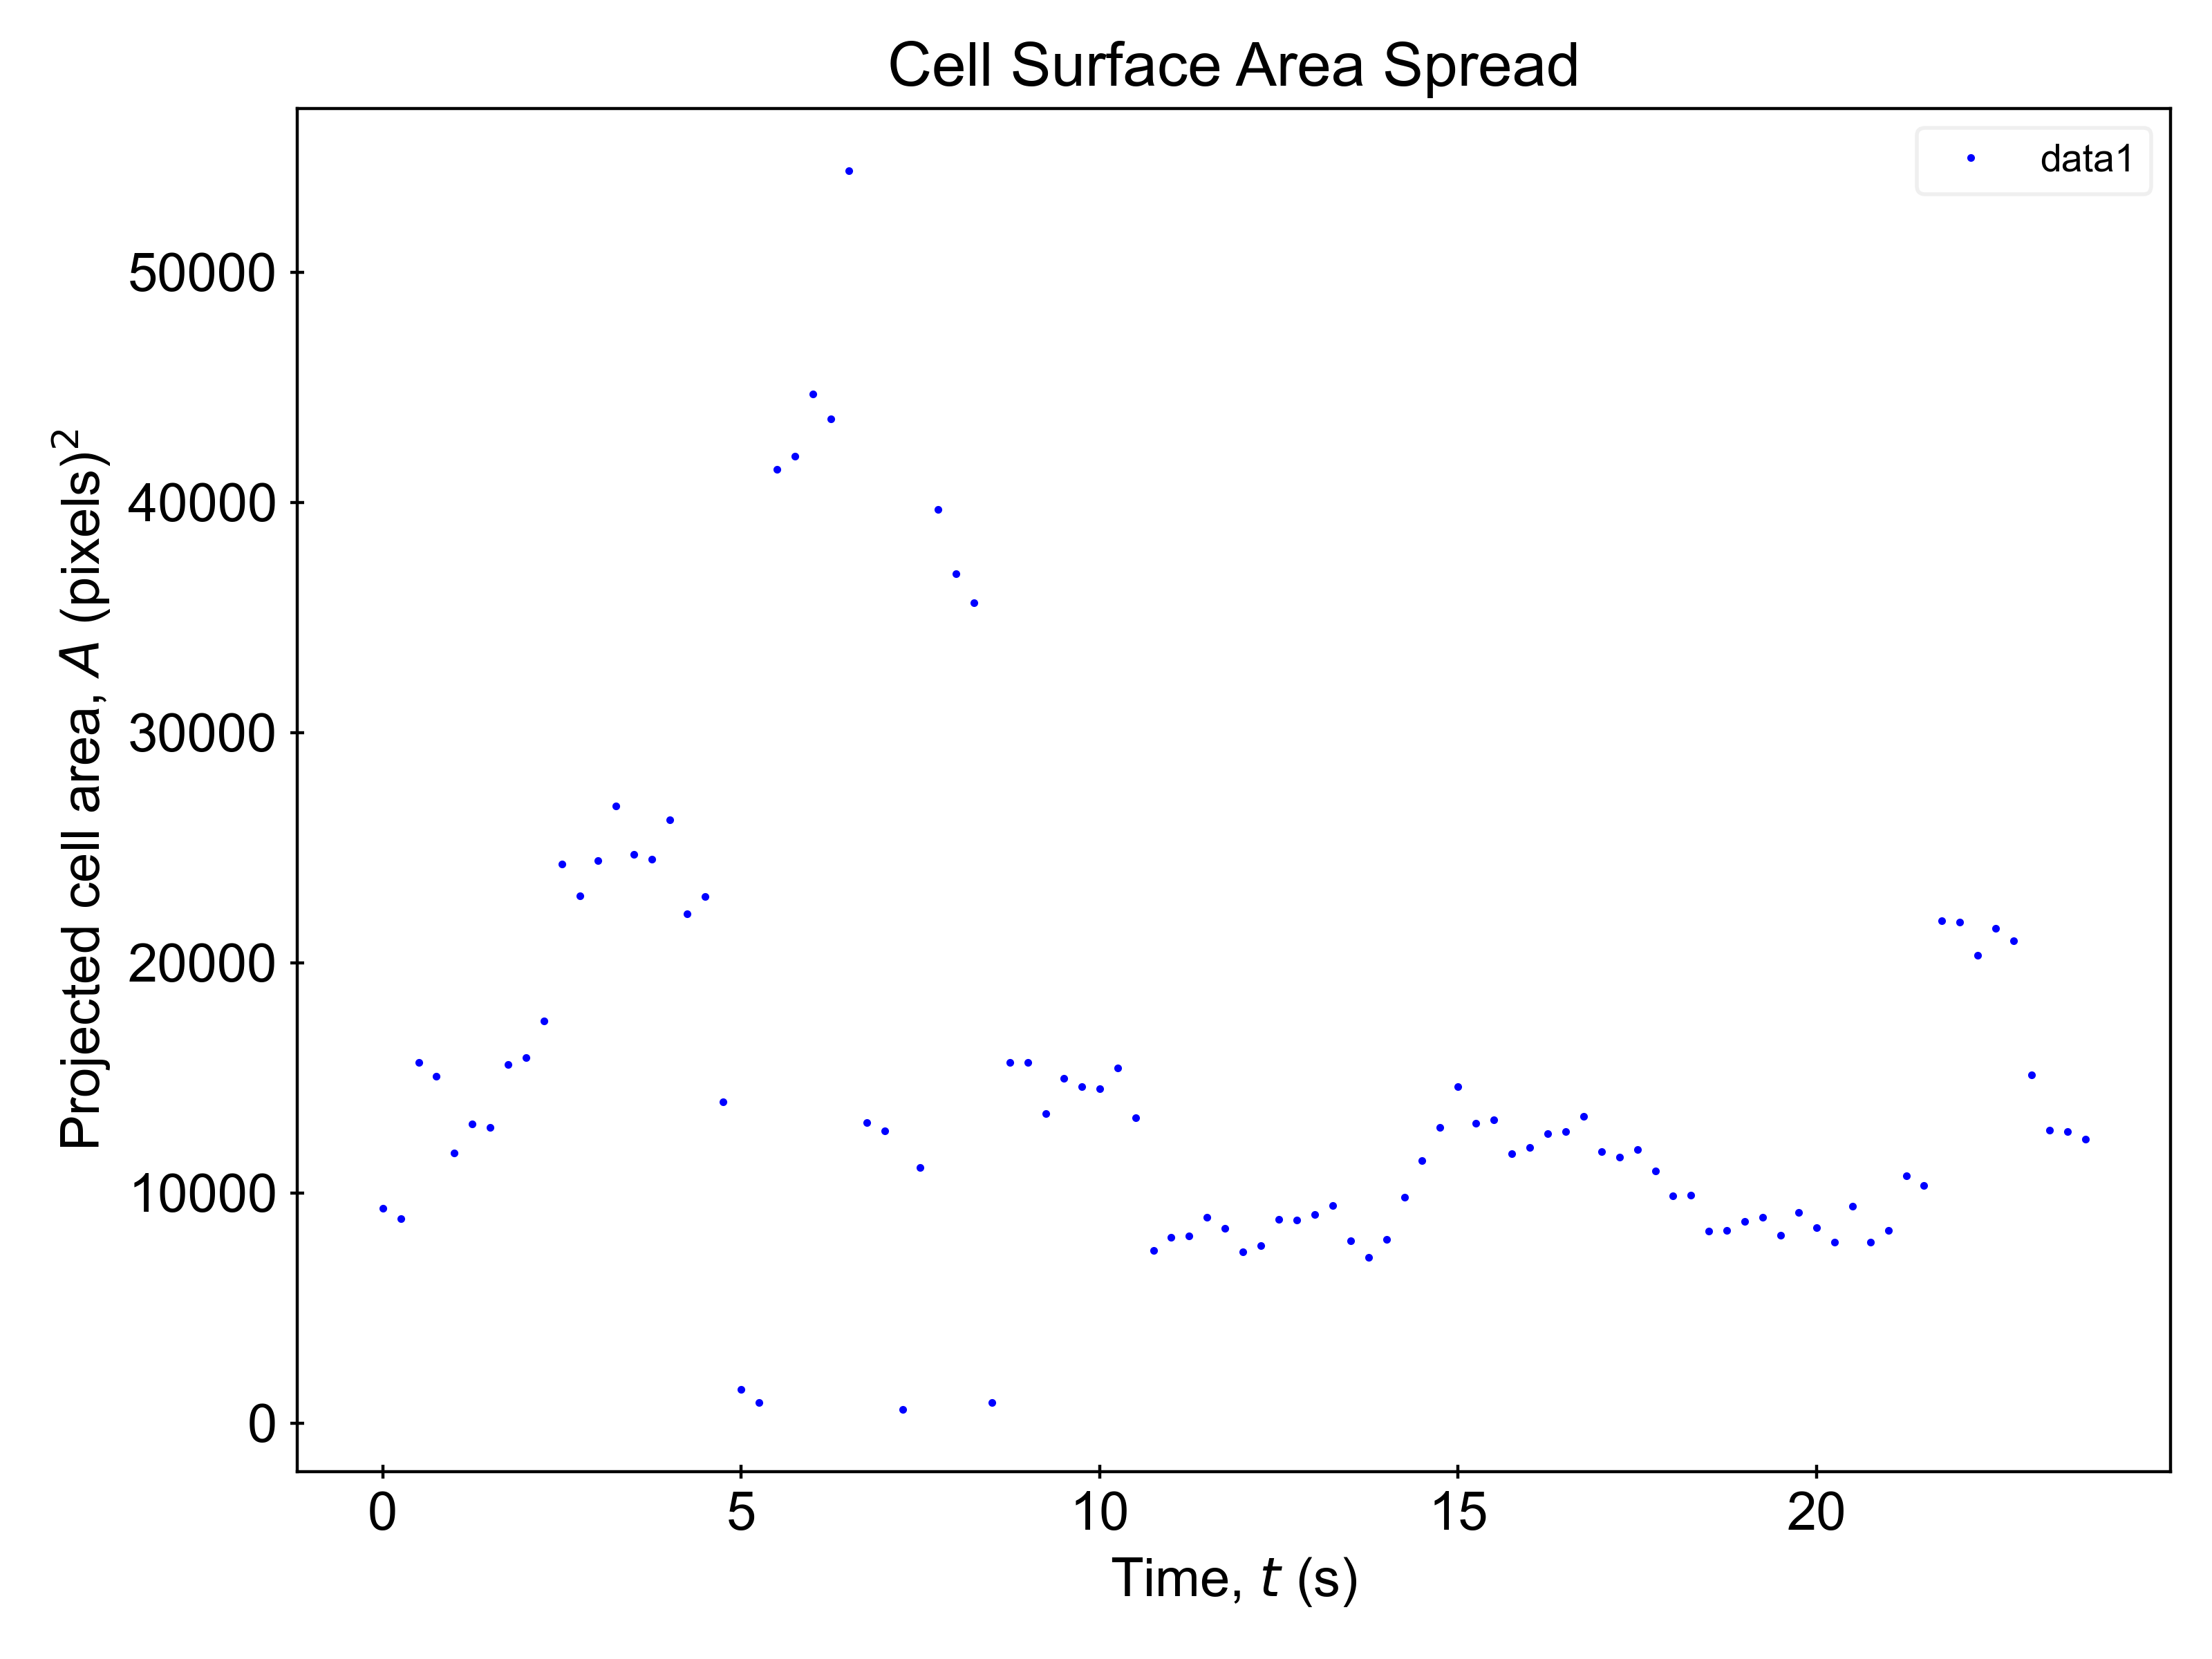 Cell Surface Area Spread
data1
Projected cell area, A (pixels)²
50000
40000
30000
20000
10000
0
0 5 10 15 20
Time, t (s)